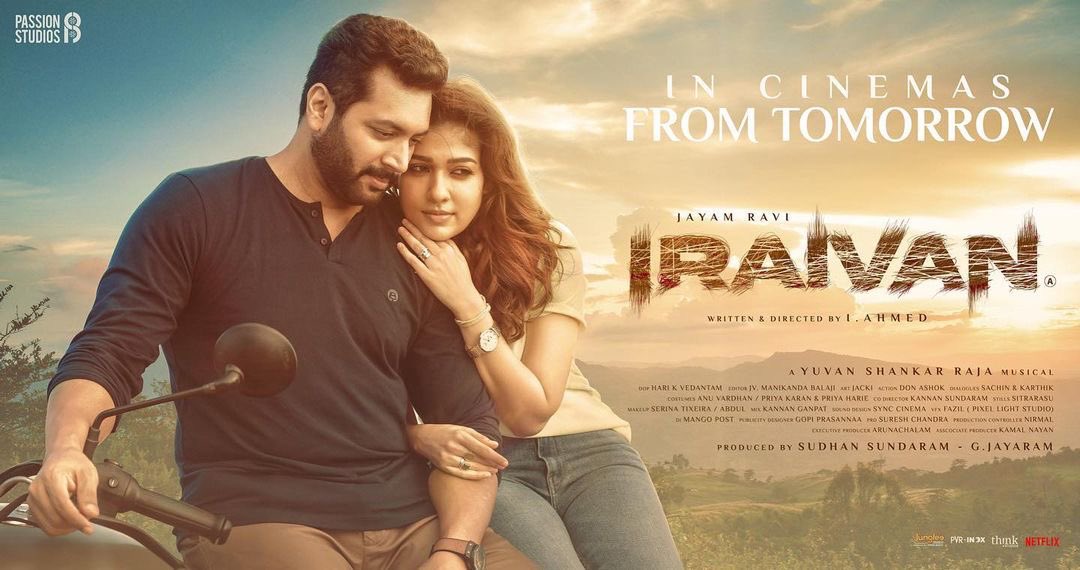 PASSION
STUDIOS
IN CINEMAS
FROM TOMORROW
JAYAM RAVI
IRAIVAN
A
WRITTEN & DIRECTED BY I. AHMED
A YUVAN SHANKAR RAJA MUSICAL
DOP HARI K VEDANTAM EDITOR JV. MANIKANDA BALAJI ART JACKI ACTION DON ASHOK DIALOGUES SACHIN & KARTHIK
COSTUMES ANU VARDHAN / PRIYA KARAN & PRIYA HARIE CO DIRECTOR KANNAN SUNDARAM STILLS SITRARASU
MAKEUP SERINA TIXEIRA / ABDUL MIX KANNAN GANPAT SOUND DESIGN SYNC CINEMA VFX FAZIL ( PIXEL LIGHT STUDIO)
DI MANGO POST PUBLICITY DESIGNER GOPI PRASANNAA PRO SURESH CHANDRA PRODUCTION CONTROLLER NIRMAL
EXECUTIVE PRODUCER ARUNACHALAM ASSCOCIATE PRODUCER KAMAL NAYAN
PRODUCED BY SUDHAN SUNDARAM - G.JAYARAM
Junglee PVR-INOX think NETFLIX